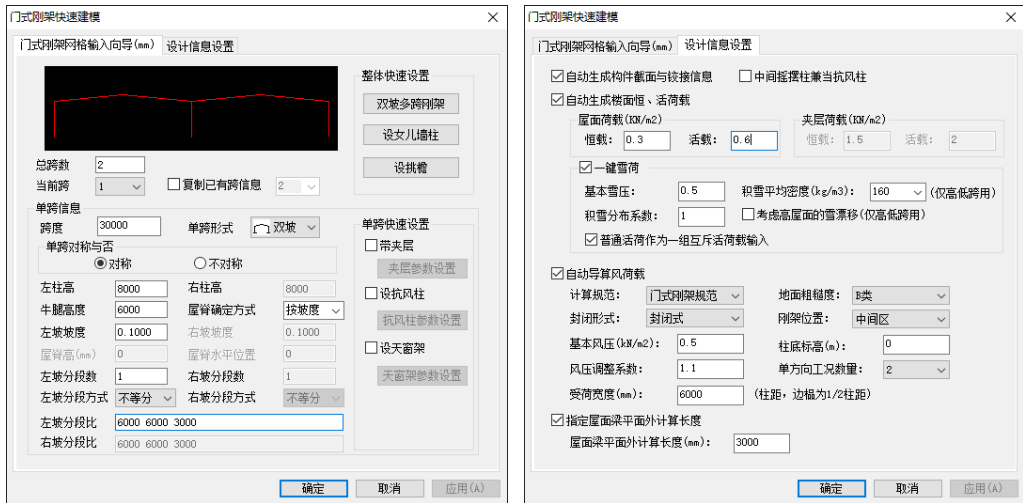 门式刚架快速建模
门式刚架网格输入向导(mm) 设计信息设置
整体快速设置
双坡多跨刚架
设女儿墙柱
设挑檐
总跨数 2
当前跨 1 复制已有跨信息 2
单跨信息
跨度 30000 单跨形式 双坡
单跨对称与否
对称 不对称
左柱高 8000 右柱高 8000
牛腿高度 6000 屋脊确定方式 按坡度
左坡坡度 0.1000 右坡坡度 0.1000
屋脊高(mm) 0 屋脊水平位置 0
左坡分段数 1 右坡分段数 1
左坡分段方式 不等分 右坡分段方式 不等分
左坡分段比 6000 6000 3000
右坡分段比 6000 6000 3000
单跨快速设置
带夹层
夹层参数设置
设抗风柱
抗风柱参数设置
设天窗架
天窗架参数设置
确定 取消 应用(A)
门式刚架快速建模
门式刚架网格输入向导(mm) 设计信息设置
自动生成构件截面与铰接信息 中间摇摆柱兼当抗风柱
自动生成楼面恒、活荷载
屋面荷载(KN/m2) 夹层荷载(KN/m2)
恒载: 0.3 活载: 0.6 恒载: 1.5 活载: 2
一键雪荷
基本雪压: 0.5 积雪平均密度(kg/m3): 160 (仅高低跨用)
积雪分布系数: 1 考虑高屋面的雪漂移(仅高低跨用)
普通活荷作为一组互斥活荷载输入
自动导算风荷载
计算规范: 门式刚架规范 地面粗糙度: B类
封闭形式: 封闭式 刚架位置: 中间区
基本风压(kN/m2): 0.5 柱底标高(m): 0
风压调整系数: 1.1 单方向工况数量: 2
受荷宽度(mm): 6000 (柱距，边榀为1/2柱距)
指定屋面梁平面外计算长度
屋面梁平面外计算长度(mm): 3000
确定 取消 应用(A)